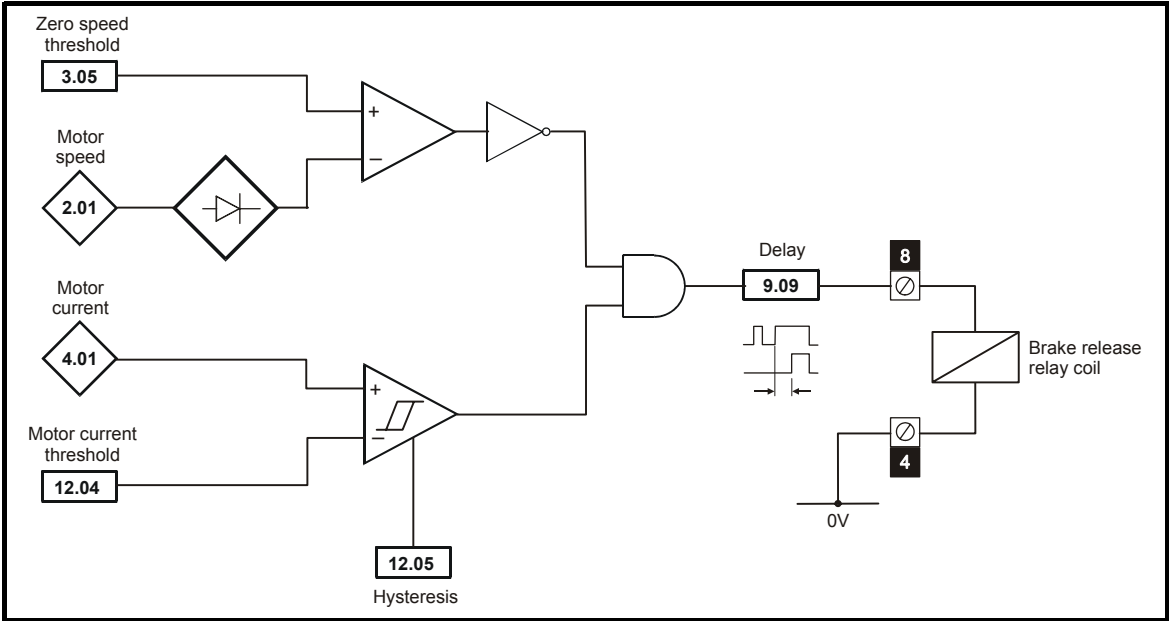 Zero speed
threshold
3.05
+
−
Motor
speed
2.01
Motor
current
4.01
+
−
Motor current
threshold
12.04
12.05
Hysteresis
Delay
9.09
8
Brake release
relay coil
4
0V